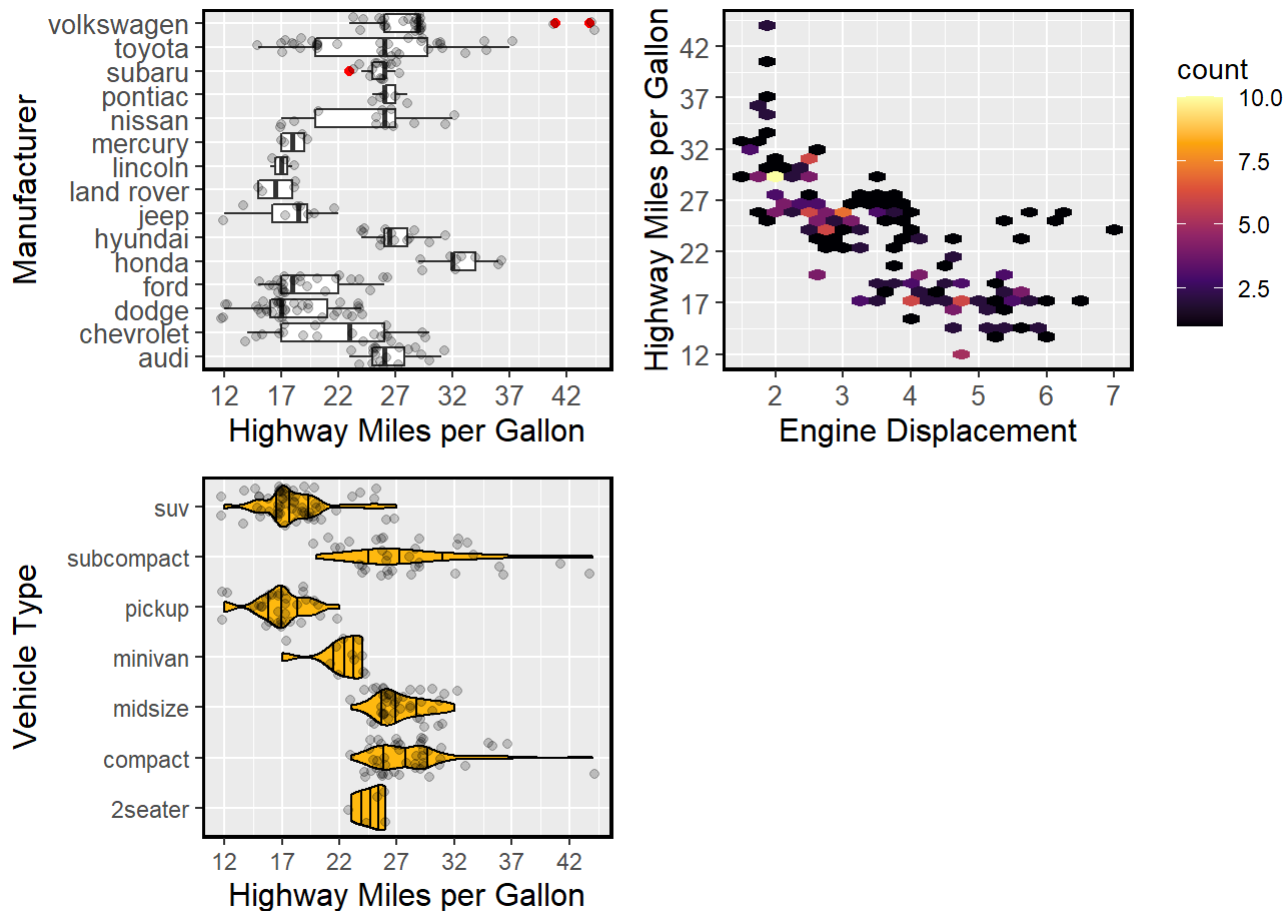 Manufacturer
volkswagen
toyota
subaru
pontiac
nissan
mercury
lincoln
land rover
jeep
hyundai
honda
ford
dodge
chevrolet
audi
12 17 22 27 32 37 42
Highway Miles per Gallon
Highway Miles per Gallon
42
37
32
27
22
17
12
2 3 4 5 6 7
Engine Displacement
count
10.0
7.5
5.0
2.5
Vehicle Type
suv
subcompact
pickup
minivan
midsize
compact
2seater
12 17 22 27 32 37 42
Highway Miles per Gallon